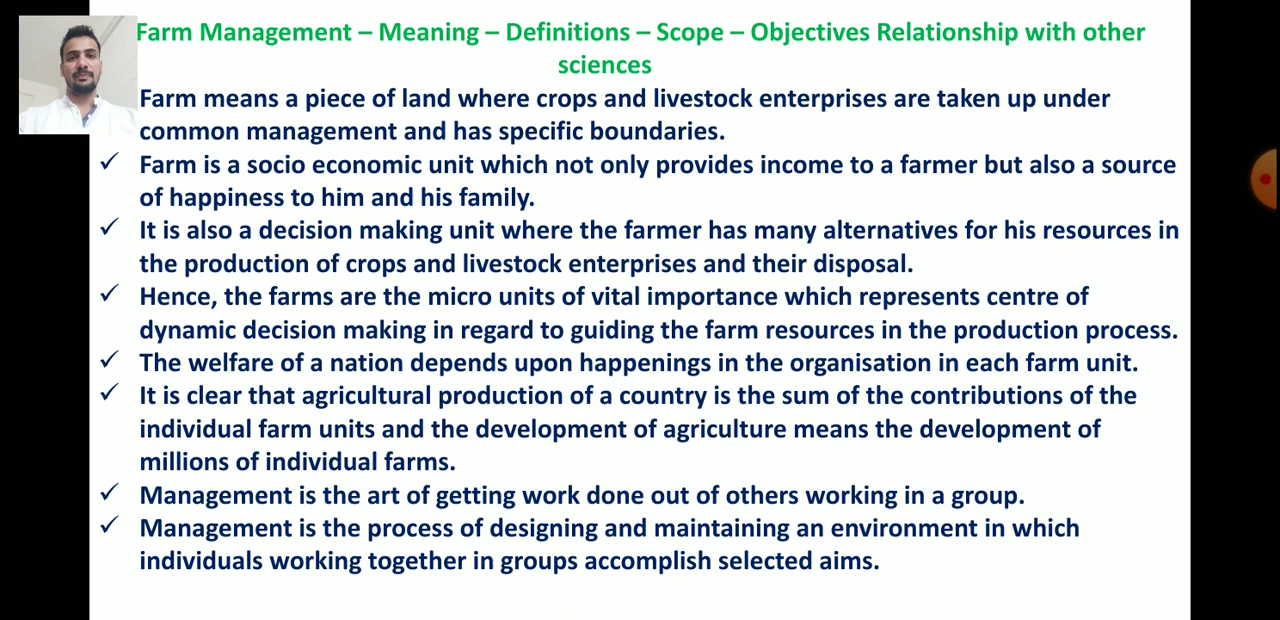 Farm Management – Meaning – Definitions – Scope – Objectives Relationship with other
sciences
Farm means a piece of land where crops and livestock enterprises are taken up under
common management and has specific boundaries.
✓ Farm is a socio economic unit which not only provides income to a farmer but also a source
of happiness to him and his family.
✓ It is also a decision making unit where the farmer has many alternatives for his resources in
the production of crops and livestock enterprises and their disposal.
✓ Hence, the farms are the micro units of vital importance which represents centre of
dynamic decision making in regard to guiding the farm resources in the production process.
✓ The welfare of a nation depends upon happenings in the organisation in each farm unit.
✓ It is clear that agricultural production of a country is the sum of the contributions of the
individual farm units and the development of agriculture means the development of
millions of individual farms.
✓ Management is the art of getting work done out of others working in a group.
✓ Management is the process of designing and maintaining an environment in which
individuals working together in groups accomplish selected aims.